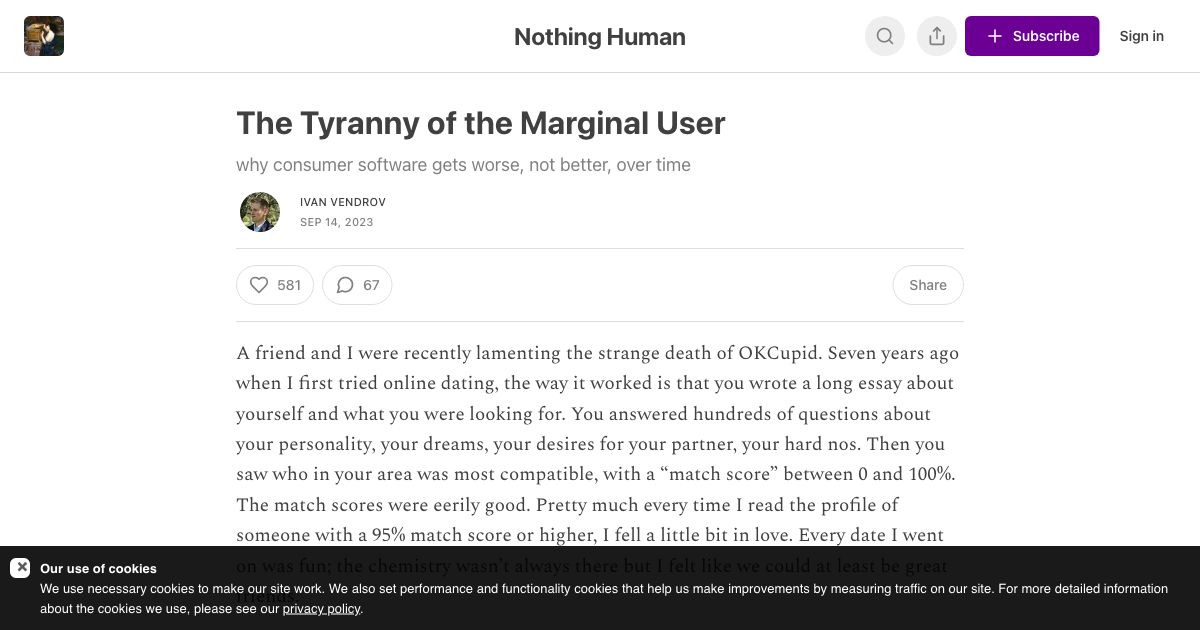 Nothing Human
Subscribe
Sign in
The Tyranny of the Marginal User
why consumer software gets worse, not better, over time
IVAN VENDROV
SEP 14, 2023
581
67
Share
A friend and I were recently lamenting the strange death of OKCupid. Seven years ago
when I first tried online dating, the way it worked is that you wrote a long essay about
yourself and what you were looking for. You answered hundreds of questions about
your personality, your dreams, your desires for your partner, your hard nos. Then you
saw who in your area was most compatible, with a “match score” between 0 and 100%.
The match scores were eerily good. Pretty much every time I read the profile of
someone with a 95% match score or higher, I fell a little bit in love. Every date I went
on was fun; the chemistry wasn’t always there but I felt like we could at least be great
friends.
Our use of cookies
We use necessary cookies to make our site work. We also set performance and functionality cookies that help us make improvements by measuring traffic on our site. For more detailed information
about the cookies we use, please see our privacy policy.